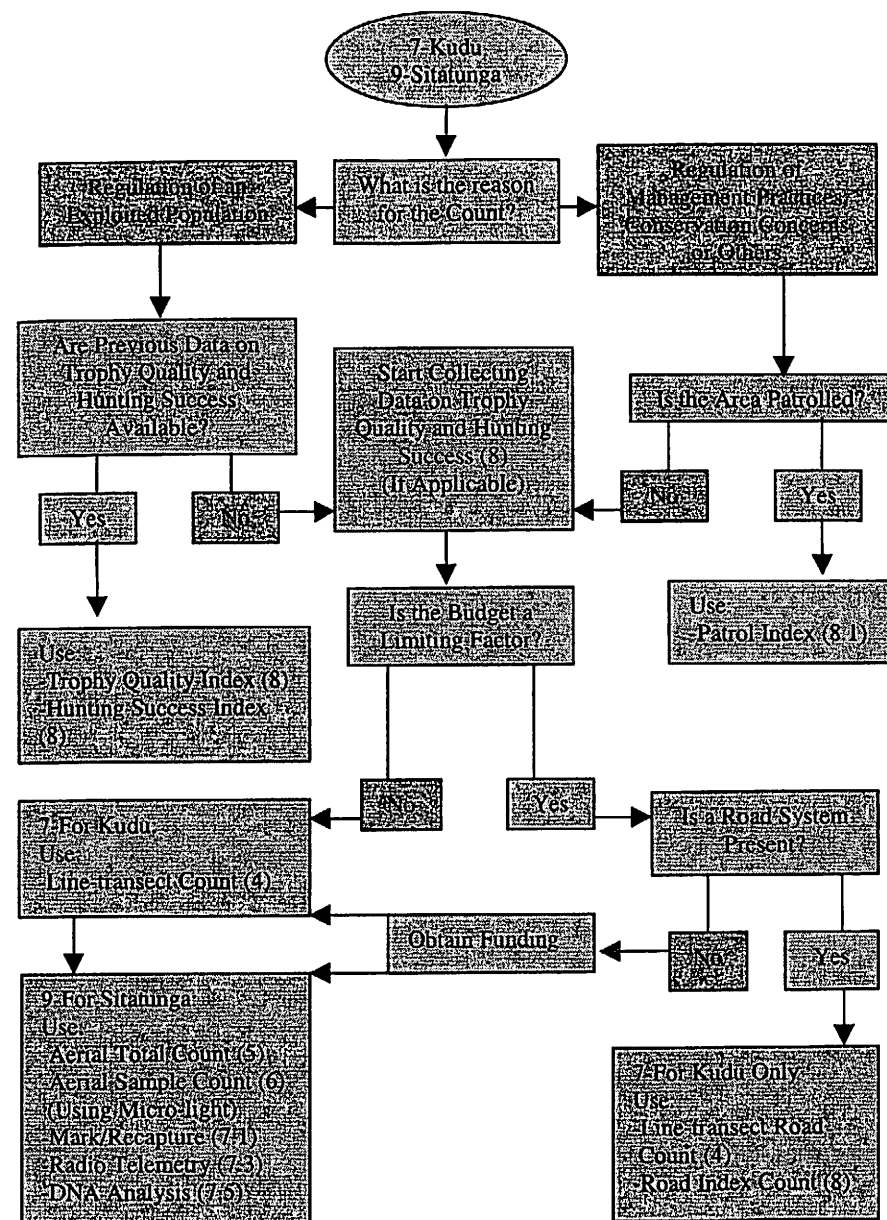 7-Kudu
9-Sitatunga
7-Regulation of an
Exploited Population
What is the reason
for the Count?
Regulation of
Management Practices,
Conservation Concerns
or Others
Are Previous Data on
Trophy Quality and
Hunting Success
Available?
Start Collecting
Data on Trophy
Quality and Hunting
Success (8)
(If Applicable)
Is the Area Patrolled?
Yes
No
No
Yes
Use
-Trophy Quality Index (8)
-Hunting Success Index
(8)
Is the Budget a
Limiting Factor?
Use
-Patrol Index (8.1)
No
Yes
7-For Kudu
Use
-Line-transect Count (4)
Is a Road System
Present?
Obtain Funding
No
Yes
9-For Sitatunga
Use
-Aerial Total Count (5)
-Aerial Sample Count (6)
(Using Micro-light)
-Mark/Recapture (7.1)
-Radio Telemetry (7.3)
-DNA Analysis (7.5)
7-For Kudu Only
Use
-Line-transect Road
Count (4)
-Road Index Count (8)